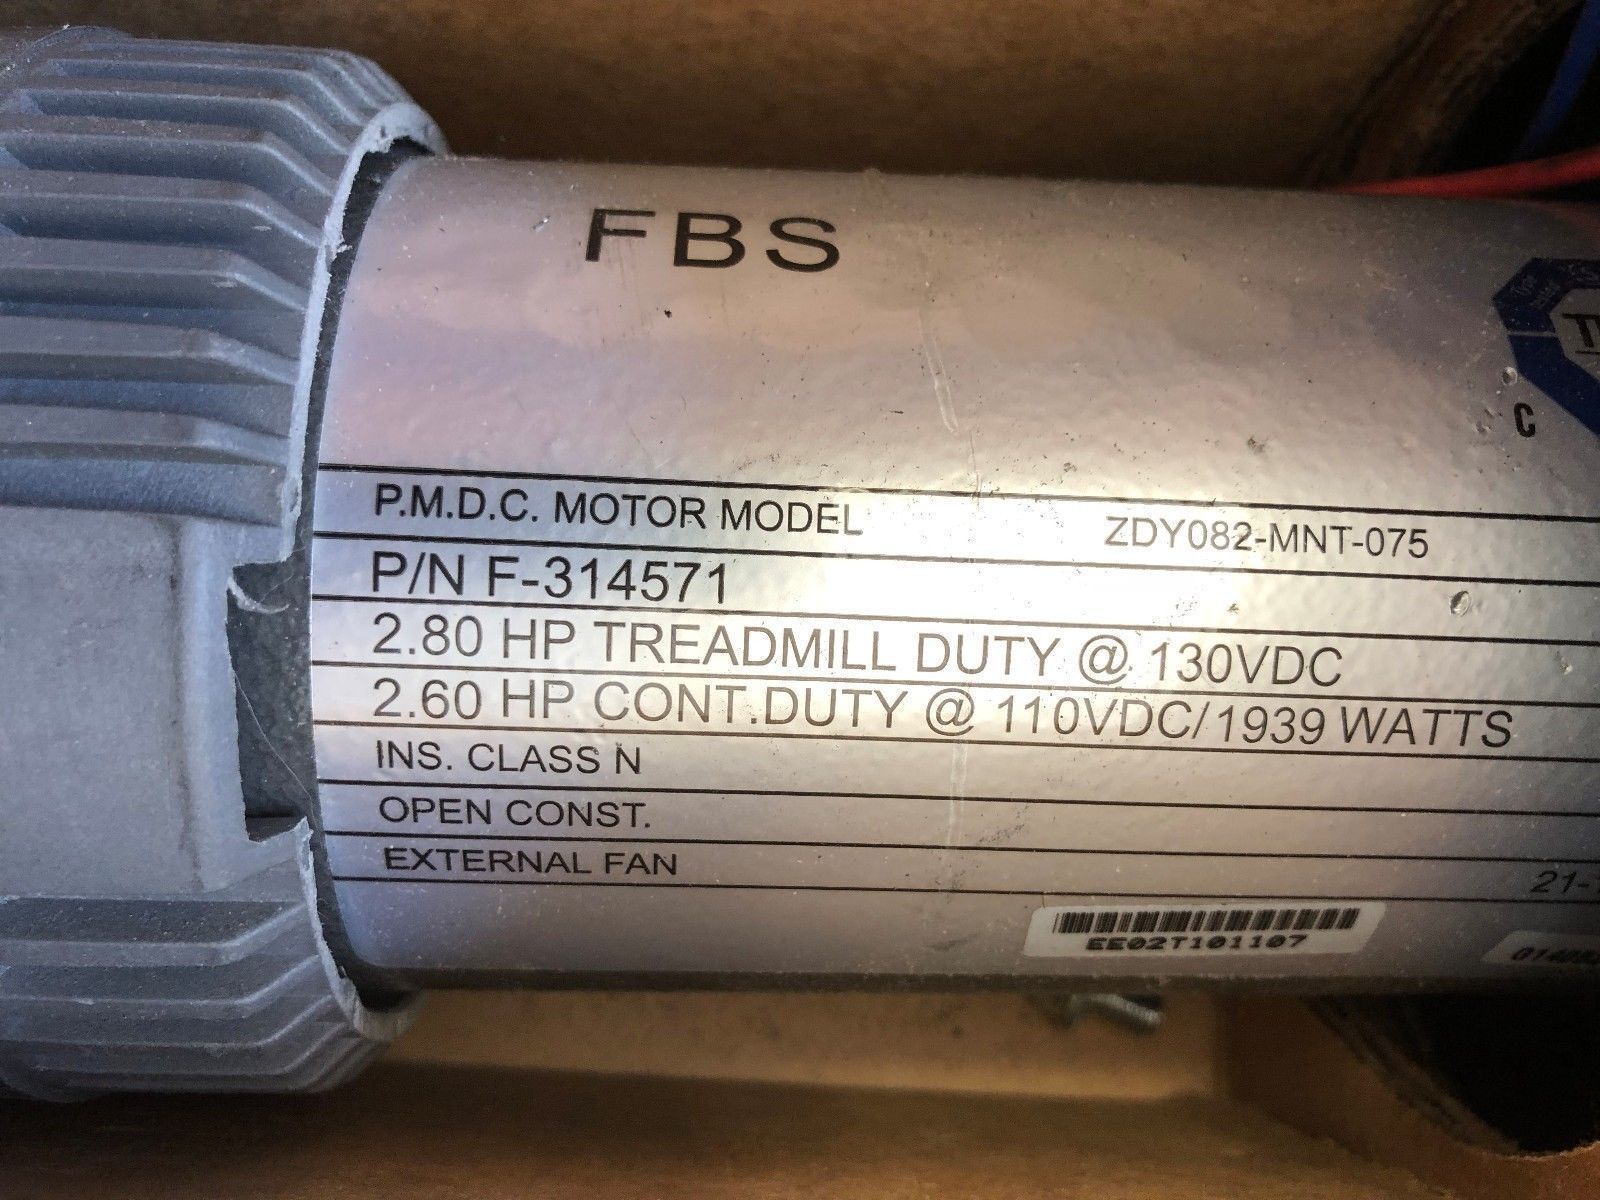 FBS
C
P.M.D.C. MOTOR MODEL ZDY082-MNT-075
P/N F-314571
2.80 HP TREADMILL DUTY @ 130VDC
2.60 HP CONT.DUTY @ 110VDC/1939 WATTS
INS. CLASS N
OPEN CONST.
EXTERNAL FAN
21-
EE02T101107